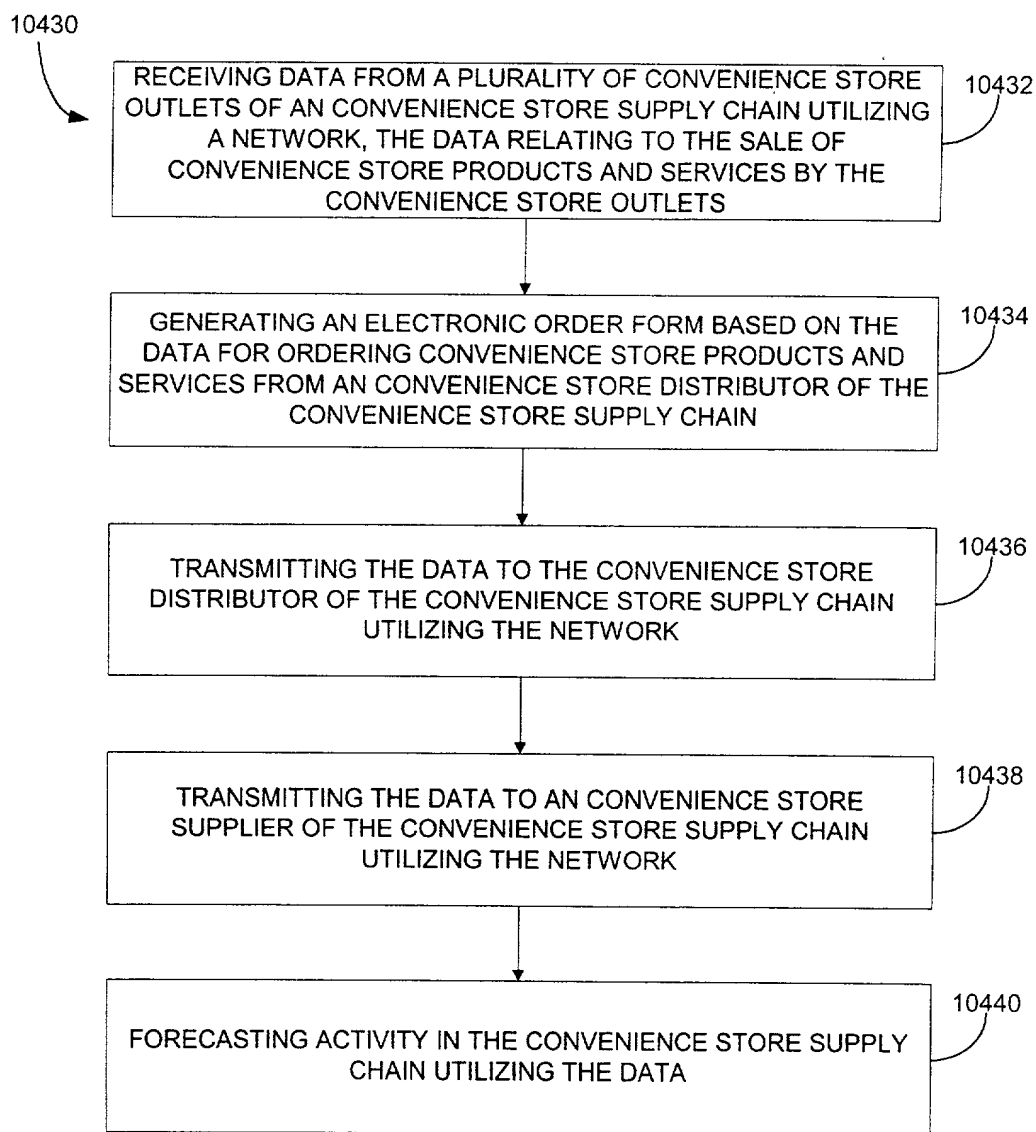 10430
RECEIVING DATA FROM A PLURALITY OF CONVENIENCE STORE
OUTLETS OF AN CONVENIENCE STORE SUPPLY CHAIN UTILIZING
A NETWORK, THE DATA RELATING TO THE SALE OF
CONVENIENCE STORE PRODUCTS AND SERVICES BY THE
CONVENIENCE STORE OUTLETS
10432
GENERATING AN ELECTRONIC ORDER FORM BASED ON THE
DATA FOR ORDERING CONVENIENCE STORE PRODUCTS AND
SERVICES FROM AN CONVENIENCE STORE DISTRIBUTOR OF THE
CONVENIENCE STORE SUPPLY CHAIN
10434
TRANSMITTING THE DATA TO THE CONVENIENCE STORE
DISTRIBUTOR OF THE CONVENIENCE STORE SUPPLY CHAIN
UTILIZING THE NETWORK
10436
TRANSMITTING THE DATA TO AN CONVENIENCE STORE
SUPPLIER OF THE CONVENIENCE STORE SUPPLY CHAIN
UTILIZING THE NETWORK
10438
FORECASTING ACTIVITY IN THE CONVENIENCE STORE SUPPLY
CHAIN UTILIZING THE DATA
10440